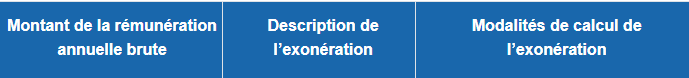 Montant de la rémunération
annuelle brute
Description de
l’exonération
Modalités de calcul de
l’exonération